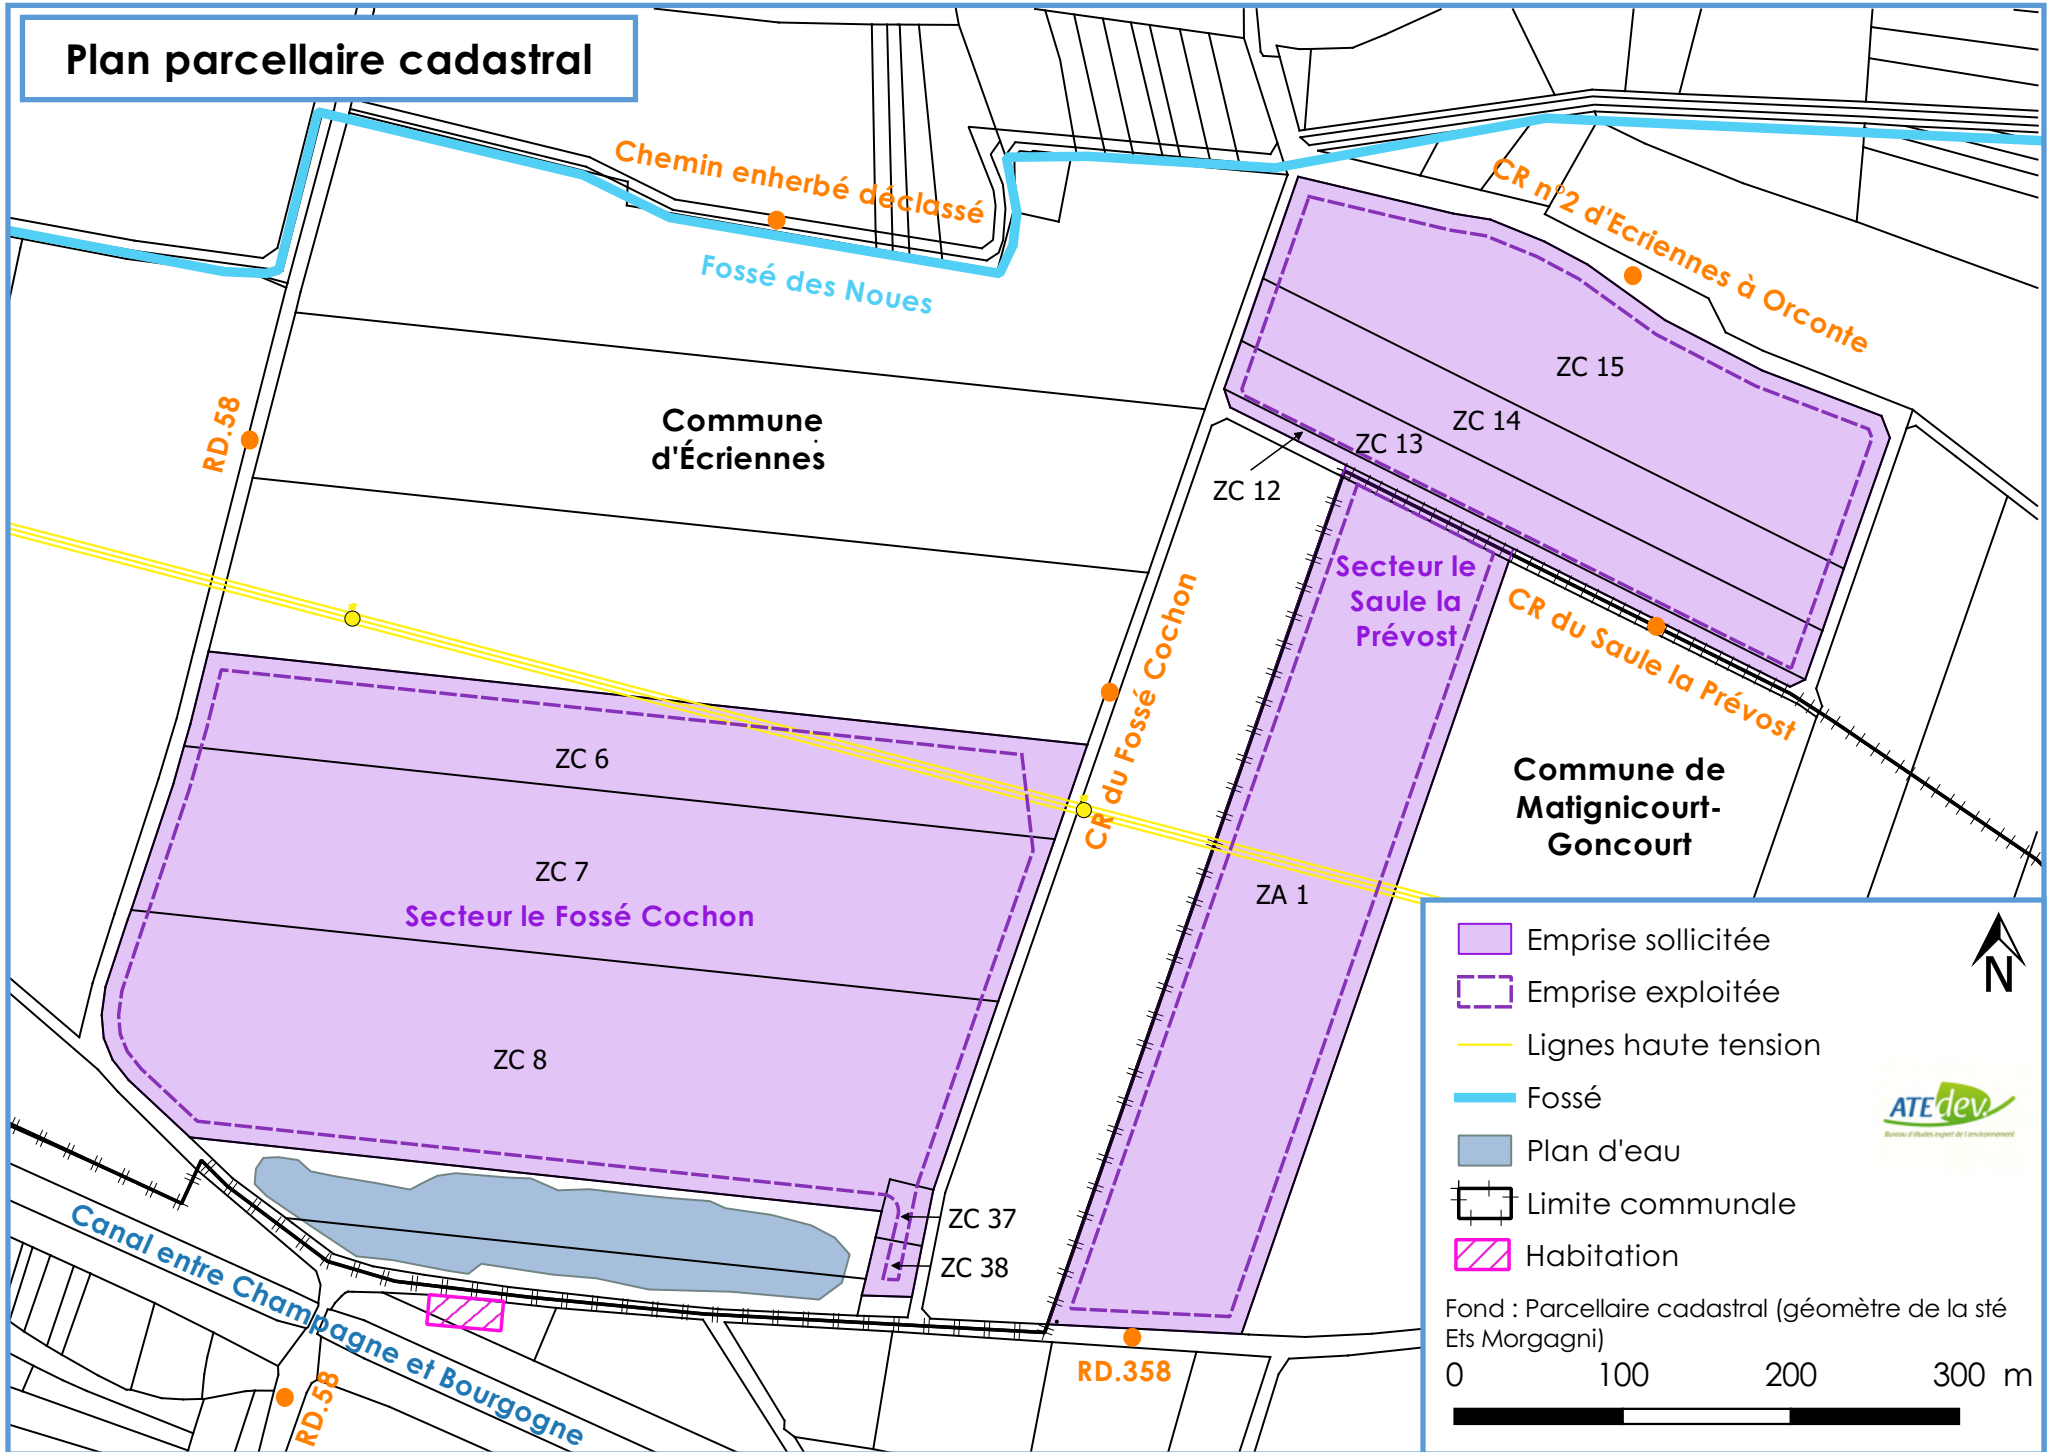 Plan parcellaire cadastral
Chemin enherbé déclassé
Fossé des Noues
CR n°2 d'Ecriennes à Orconte
RD.58
Commune
d'Écriennes
ZC 15
ZC 14
ZC 13
ZC 12
Secteur le
Saule la
Prévost
CR du Saule la Prévost
CR du Fossé Cochon
ZC 6
ZC 7
Secteur le Fossé Cochon
ZC 8
ZA 1
Commune de
Matignicourt-
Goncourt
ZC 37
ZC 38
Canal entre Champagne et Bourgogne
RD.58
RD.358
Emprise sollicitée
Emprise exploitée
Lignes haute tension
Fossé
Plan d'eau
Limite communale
Habitation
N
ATEdev.
Bureau d'études expert de l'environnement
Fond : Parcellaire cadastral (géomètre de la sté
Ets Morgagni)
0 100 200 300 m